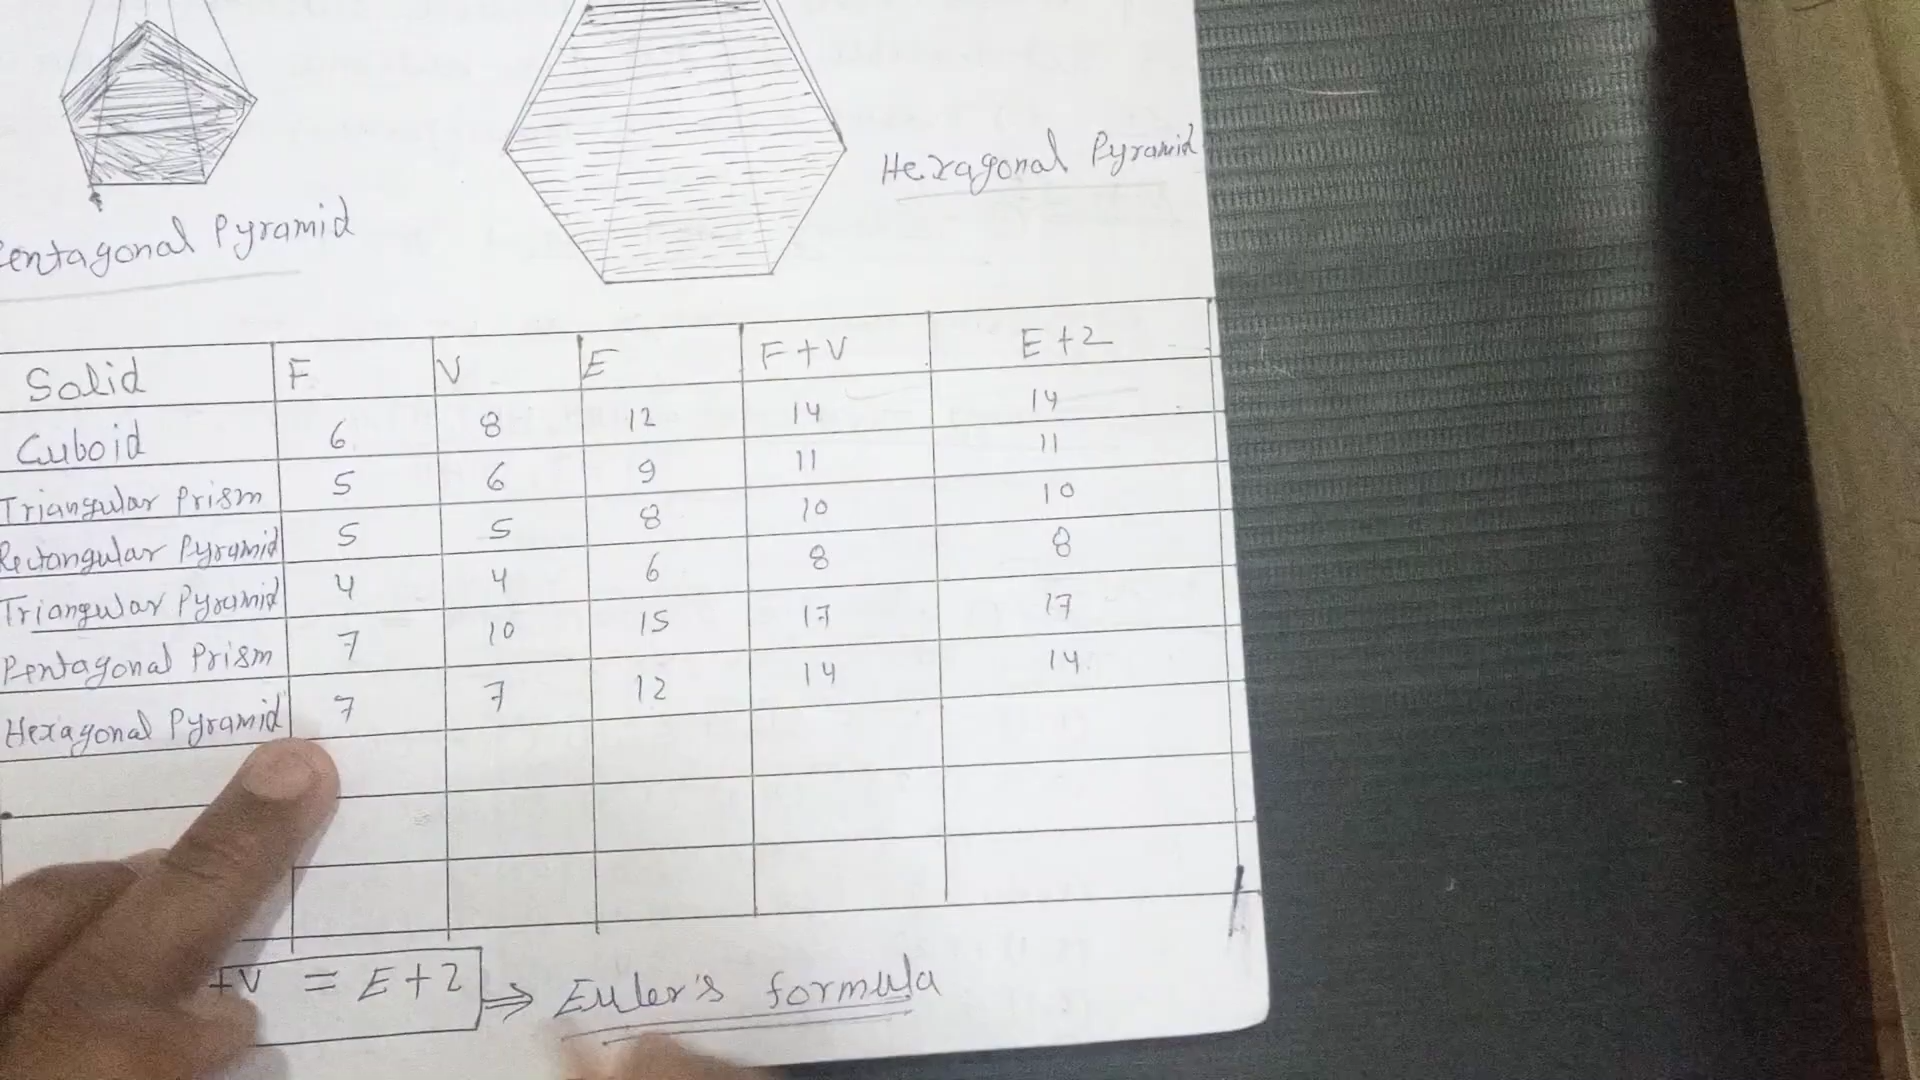 Hexagonal Pyramid
entagonal Pyramid
Solid F V E F+V E+2
Cuboid 6 8 12 14 14
Triangular Prism 5 6 9 11 11
Rectangular Pyramid 5 5 8 10 10
Triangular Pyramid 4 4 6 8 8
Pentagonal Prism 7 10 15 17 17
Hexagonal Pyramid 7 7 12 14 14
+V = E+2 ⇒ Euler's formula